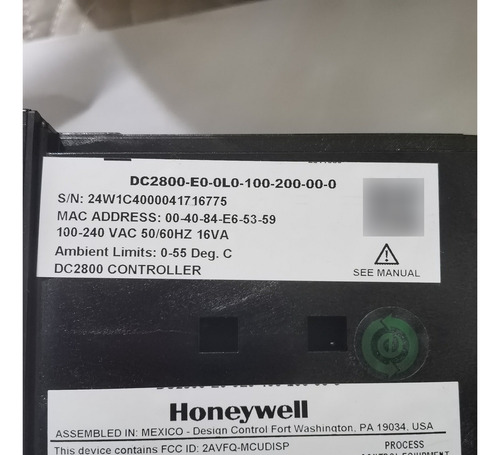 DC2800-E0-0L0-100-200-00-0
S/N: 24W1C4000041716775
MAC ADDRESS: 00-40-84-E6-53-59
100-240 VAC 50/60HZ 16VA
Ambient Limits: 0-55 Deg. C
DC2800 CONTROLLER
SEE MANUAL
Honeywell
ASSEMBLED IN: MEXICO - Design Control Fort Washington, PA 19034, USA
This device contains FCC ID: 2AVFQ-MCUDISP
PROCESS
CONTROL EQUIPMENT